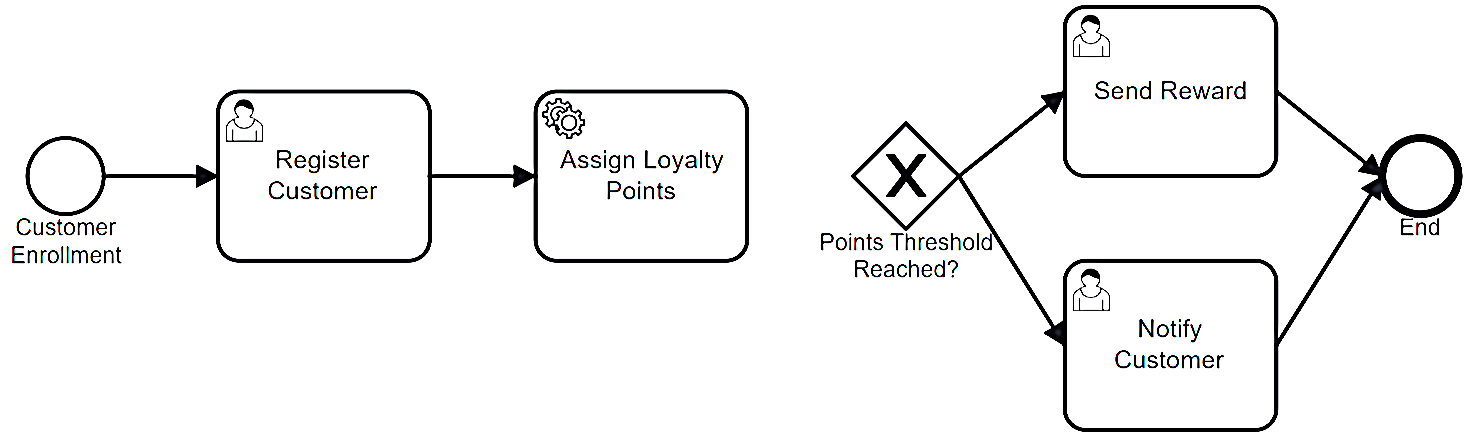 Customer
Enrollment
Register
Customer
Assign Loyalty
Points
Points Threshold
Reached?
Send Reward
Notify
Customer
End